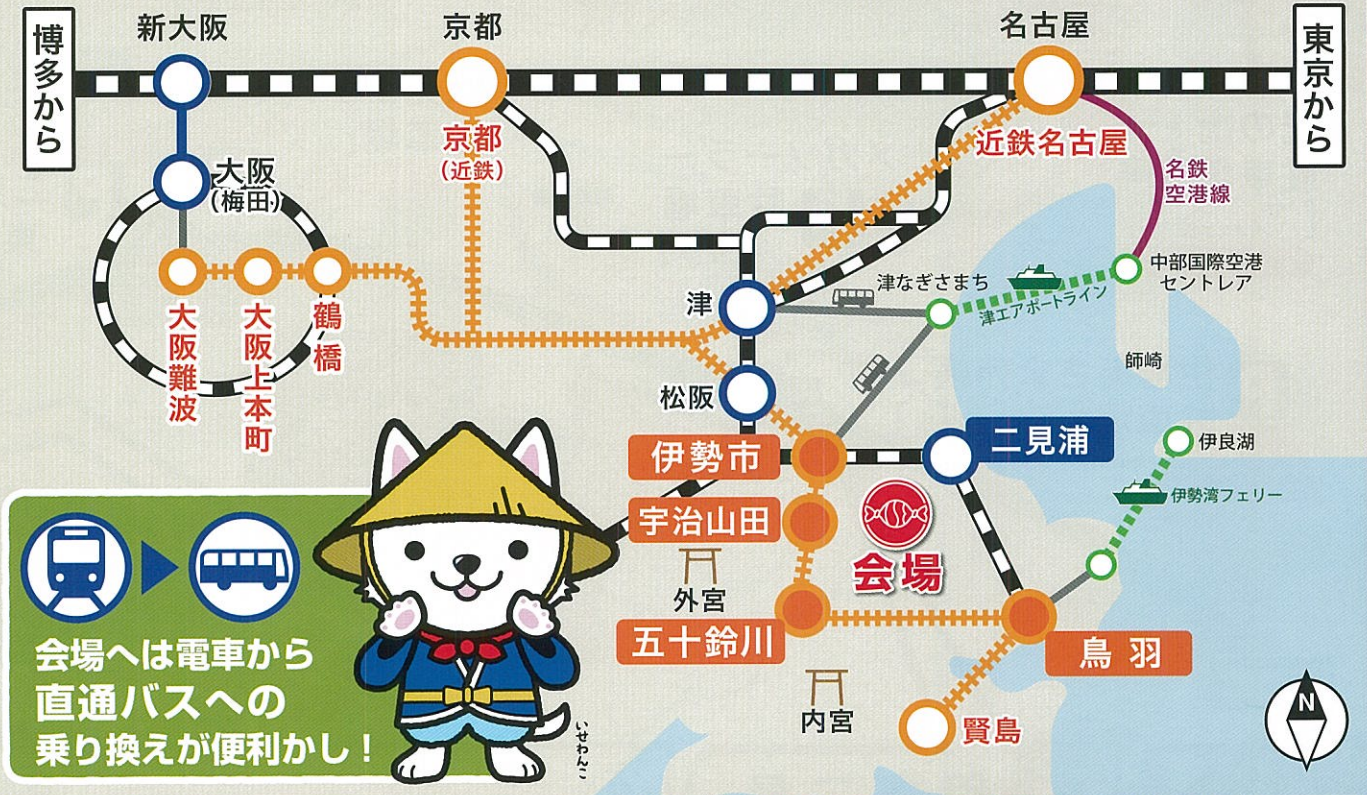 博多から
新大阪
京都
名古屋
東京から
京都
(近鉄)
近鉄名古屋
大阪
(梅田)
名鉄
空港線
中部国際空港
セントレア
津なぎさまち
津エアポートライン
津
大阪難波
大阪上本町
鶴橋
師崎
松阪
伊勢市
二見浦
伊良湖
伊勢湾フェリー
宇治山田
会場
外宮
五十鈴川
鳥羽
内宮
賢島
N
会場へは電車から
直通バスへの
乗り換えが便利かし!
いせわんこ